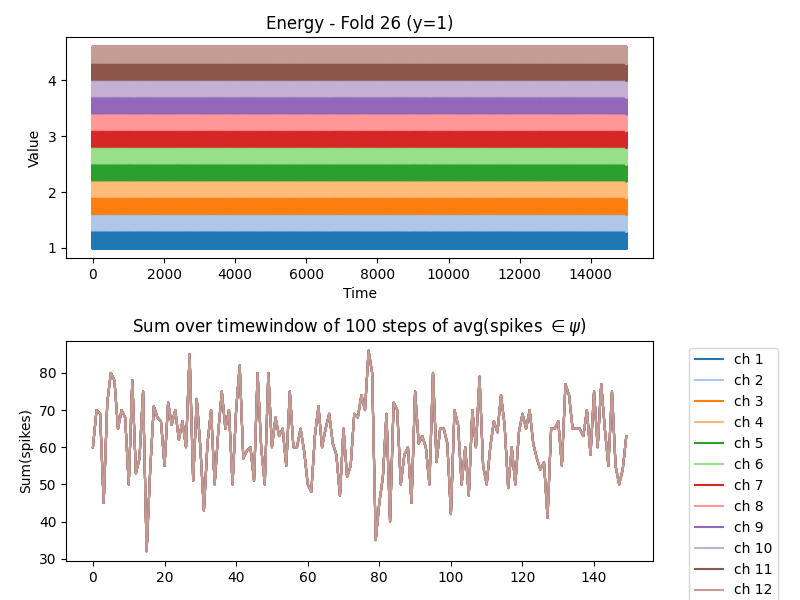 Energy - Fold 26 (y=1)
Value
4
3
2
1
0 2000 4000 6000 8000 10000 12000 14000
Time
Sum over timewindow of 100 steps of avg(spikes ∈ψ)
Sum(spikes)
80
70
60
50
40
30
0 20 40 60 80 100 120 140
ch 1
ch 2
ch 3
ch 4
ch 5
ch 6
ch 7
ch 8
ch 9
ch 10
ch 11
ch 12